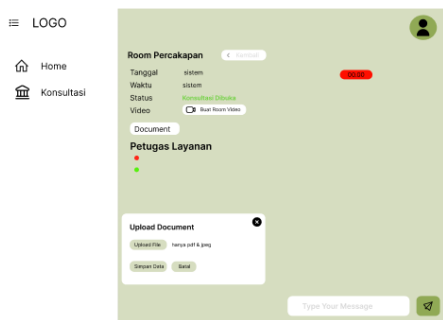 LOGO
Home
Konsultasi
Room Percakapan
< Kembali
Tanggal sistem
Waktu sistem
Status Konsultasi Dibuka
Video Buat Room Video
Document
Petugas Layanan
00.00
Upload Document
Upload File hanya pdf & jpeg
Simpan Data Batal
Type Your Message